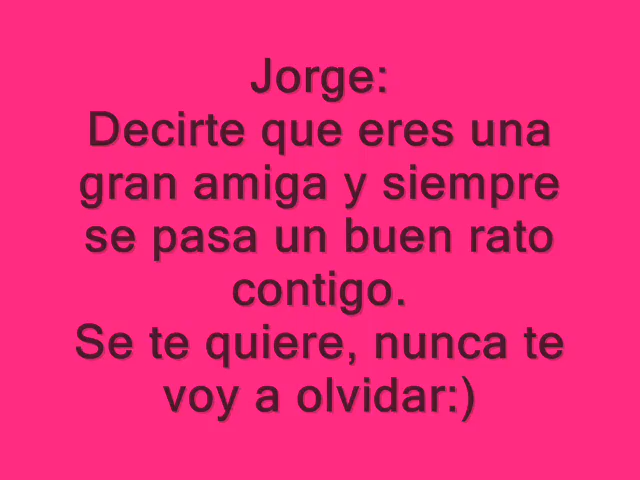 Jorge:
Decirte que eres una
gran amiga y siempre
se pasa un buen rato
contigo.
Se te quiere, nunca te
voy a olvidar:)